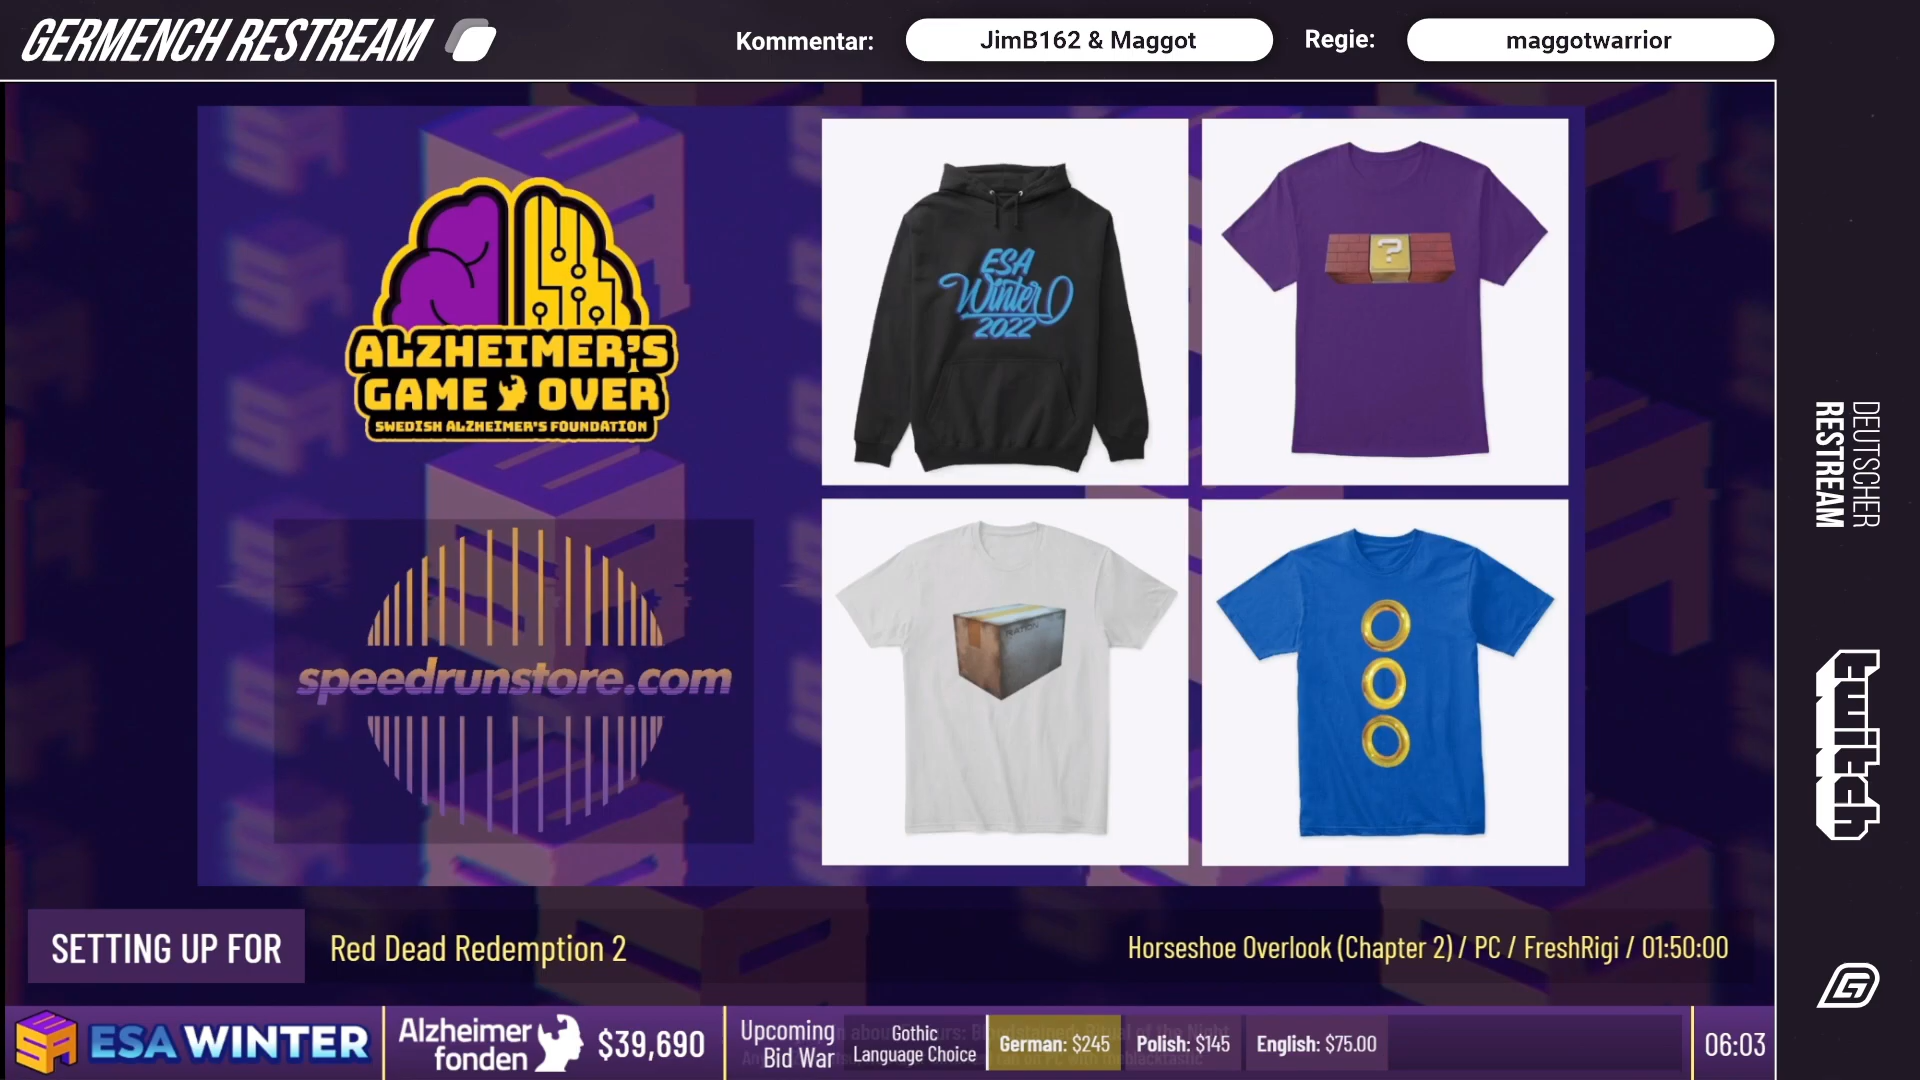 GERMENCH RESTREAM
Kommentar:
JimB162 & Maggot
Regie:
maggotwarrior
ALZHEIMER'S
GAME OVER
SWEDISH ALZHEIMER'S FOUNDATION
ESA
Winter
2022
?
speedrunstore.com
RATION
DEUTSCHER
RESTREAM
twitch
SETTING UP FOR
Red Dead Redemption 2
Horseshoe Overlook (Chapter 2) / PC / FreshRigi / 01:50:00
ESA WINTER
Alzheimer
fonden
$39,690
Upcoming
Bid War
Gothic
Language Choice
German: $245
Polish: $145
English: $75.00
06:03